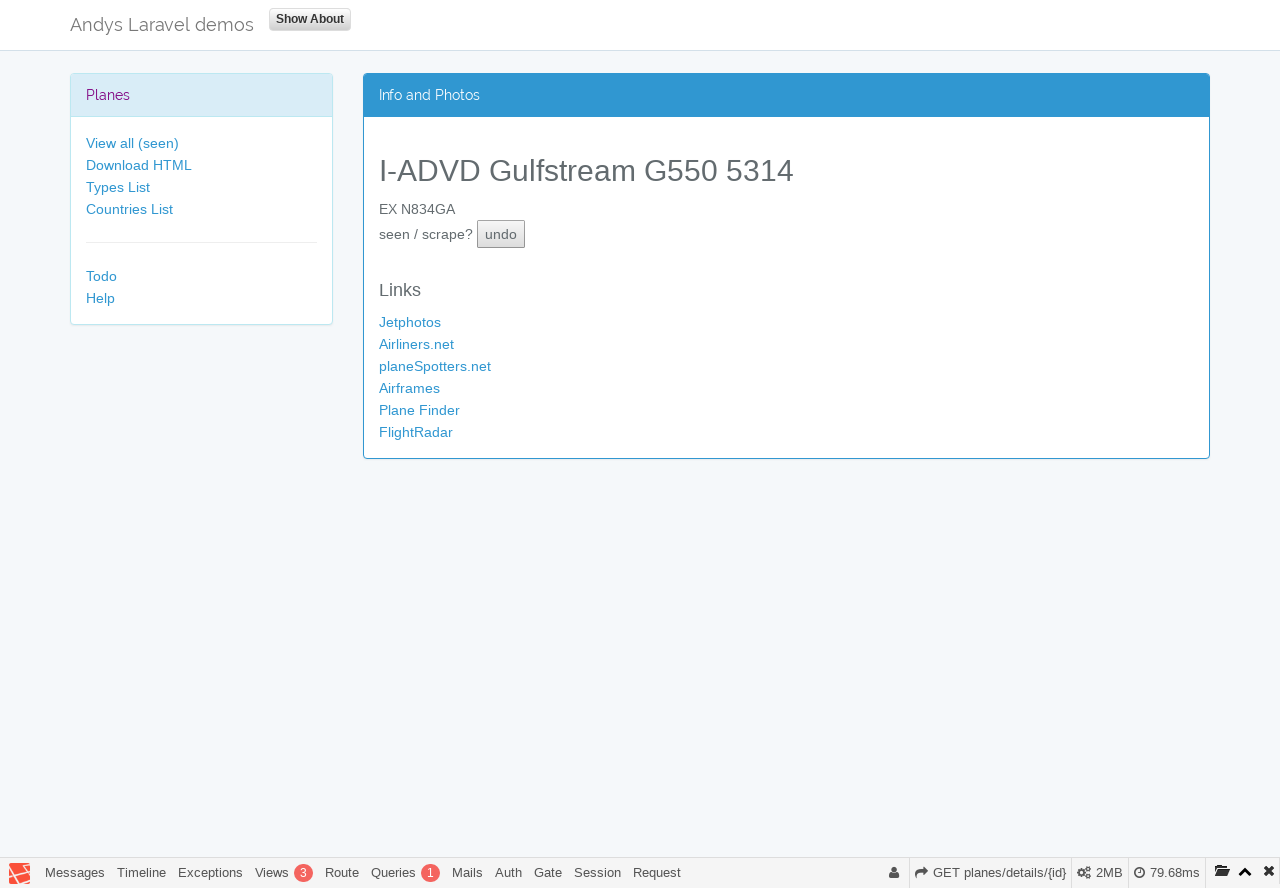 Andys Laravel demos Show About
Planes
View all (seen)
Download HTML
Types List
Countries List
Todo
Help
Info and Photos
I-ADVD Gulfstream G550 5314
EX N834GA
seen / scrape? undo
Links
Jetphotos
Airliners.net
planeSpotters.net
Airframes
Plane Finder
FlightRadar
Messages Timeline Exceptions Views 3 Route Queries 1 Mails Auth Gate Session Request GET planes/details/{id} 2MB 79.68ms